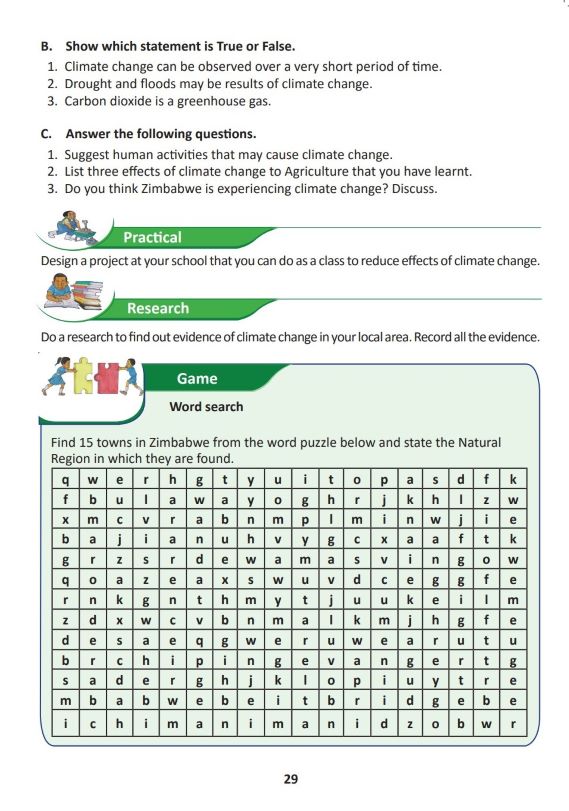 B. Show which statement is True or False.
1. Climate change can be observed over a very short period of time.
2. Drought and floods may be results of climate change.
3. Carbon dioxide is a greenhouse gas.
C. Answer the following questions.
1. Suggest human activities that may cause climate change.
2. List three effects of climate change to Agriculture that you have learnt.
3. Do you think Zimbabwe is experiencing climate change? Discuss.
Practical
Design a project at your school that you can do as a class to reduce effects of climate change.
Research
Do a research to find out evidence of climate change in your local area. Record all the evidence.
Game
Word search
Find 15 towns in Zimbabwe from the word puzzle below and state the Natural
Region in which they are found.
q w e r h g t y u i t o p a s d f k
f b u l a w a y o g h r j k h l z w
x m c v r a b n m p l m i n w j i e
b a j i a n u h v y g c x a a f t k
g r z s r d e w a m a s v i n g o w
q o a z e a x s w u v d c e g g f e
r n k g n t h m y t j u u k e i l m
z d x w c v b n m a l k m j h g f e
d e s a e q g w e r u w e a r u t u
b r c h i p i n g e v a n g e r t g
s a d e r g h j k l o p i u y t r e
m b a b w e b e i t b r i d g e b e
i c h i m a n i m a n i d z o b w r
29